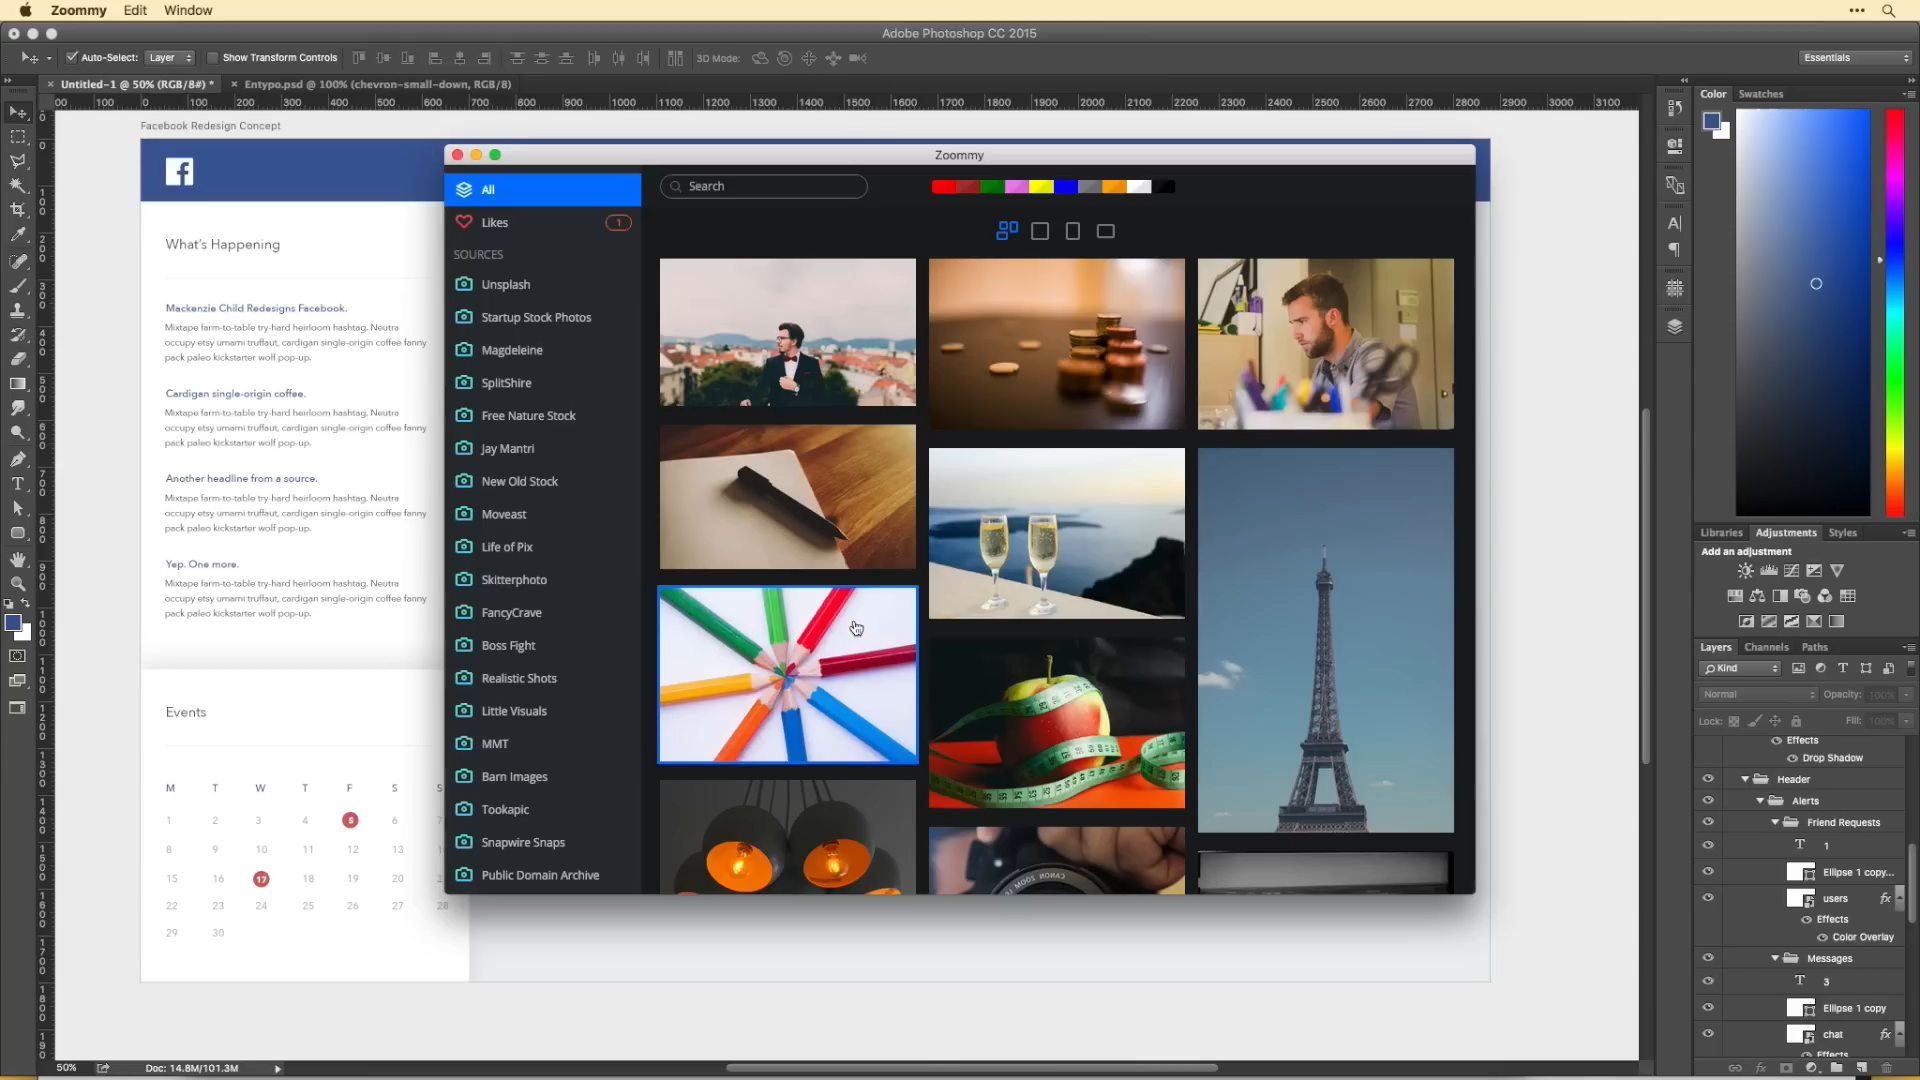 Zoommy Edit Window
Adobe Photoshop CC 2015
Auto-Select: Layer Show Transform Controls 3D Mode: Essentials
Untitled-1 @ 50% (RGB/8#) * Entypo.psd @ 100% (chevron-small-down, RGB/8)
00 100 0 100 200 300 400 500 600 700 800 900 1000 1100 1200 1300 1400 1500 1600 1700 1800 1900 2000 2100 2200 2300 2400 2500 2600 2700 2800 2900 3000 3100
Facebook Redesign Concept
What's Happening
Mackenzie Child Redesigns Facebook.
Mixtape farm-to-table try-hard heirloom hashtag. Neutra
occupy etsy umami truffaut, cardigan single-origin coffee fanny
pack paleo kickstarter wolf pop-up.
Cardigan single-origin coffee.
Mixtape farm-to-table try-hard heirloom hashtag. Neutra
occupy etsy umami truffaut, cardigan single-origin coffee fanny
pack paleo kickstarter wolf pop-up.
Another headline from a source.
Mixtape farm-to-table try-hard heirloom hashtag. Neutra
occupy etsy umami truffaut, cardigan single-origin coffee fanny
pack paleo kickstarter wolf pop-up.
Yep. One more.
Mixtape farm-to-table try-hard heirloom hashtag. Neutra
occupy etsy umami truffaut, cardigan single-origin coffee fanny
pack paleo kickstarter wolf pop-up.
Events
M T W T F S S
1 2 3 4 5 6 7
8 9 10 11 12 13
15 16 17 18 19 20
22 23 24 25 26 27 28
29 30
Zoommy
Search
All
Likes 1
SOURCES
Unsplash
Startup Stock Photos
Magdeleine
SplitShire
Free Nature Stock
Jay Mantri
New Old Stock
Moveast
Life of Pix
Skitterphoto
FancyCrave
Boss Fight
Realistic Shots
Little Visuals
MMT
Barn Images
Tookapic
Snapwire Snaps
Public Domain Archive
Color Swatches
Libraries Adjustments Styles
Add an adjustment
Layers Channels Paths
Kind
Normal Opacity: 100%
Lock: Fill: 100%
Effects
Drop Shadow
Header
Alerts
Friend Requests
1
Ellipse 1 copy...
users fx
Effects
Color Overlay
Messages
3
Ellipse 1 copy
chat fx
Effects
50% Doc: 14.8M/101.3M